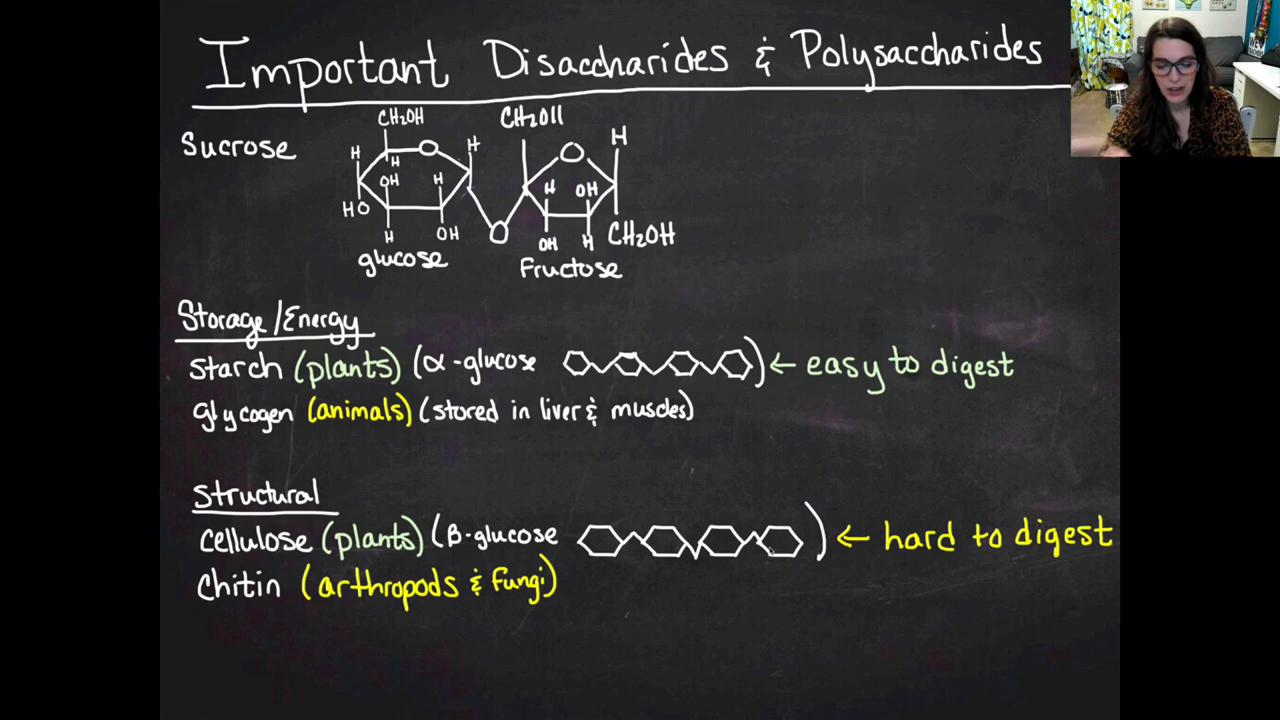 Important Disaccharides & Polysaccharides
Sucrose
CH₂OH CH₂OH H
H O H O
H
OH H H OH
HO
H OH O OH H CH₂OH
glucose Fructose
Storage/Energy
starch (plants) (α-glucose ) ← easy to digest
glycogen (animals) (stored in liver & muscles)
Structural
cellulose (plants) (β-glucose ) ← hard to digest
Chitin (arthropods & fungi)